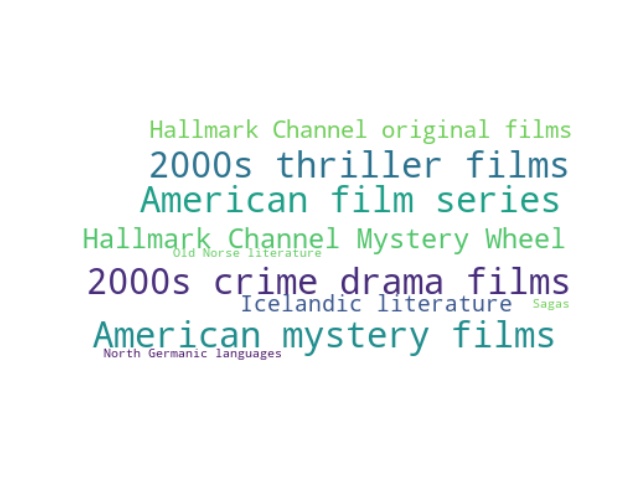 Hallmark Channel original films
2000s thriller films
American film series
Hallmark Channel Mystery Wheel
Old Norse literature
2000s crime drama films
Icelandic literature
Sagas
American mystery films
North Germanic languages